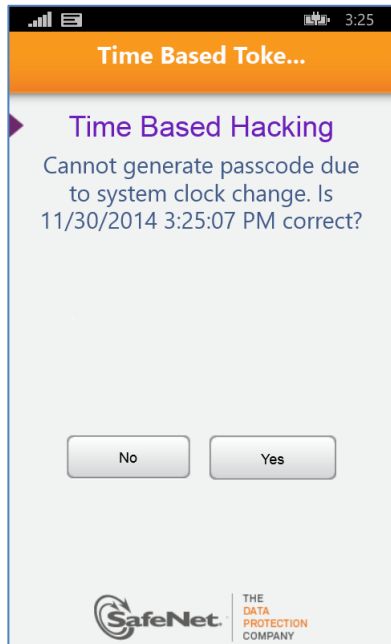 3:25
Time Based Toke...
Time Based Hacking
Cannot generate passcode due
to system clock change. Is
11/30/2014 3:25:07 PM correct?
No
Yes
SafeNet.
THE
DATA
PROTECTION
COMPANY